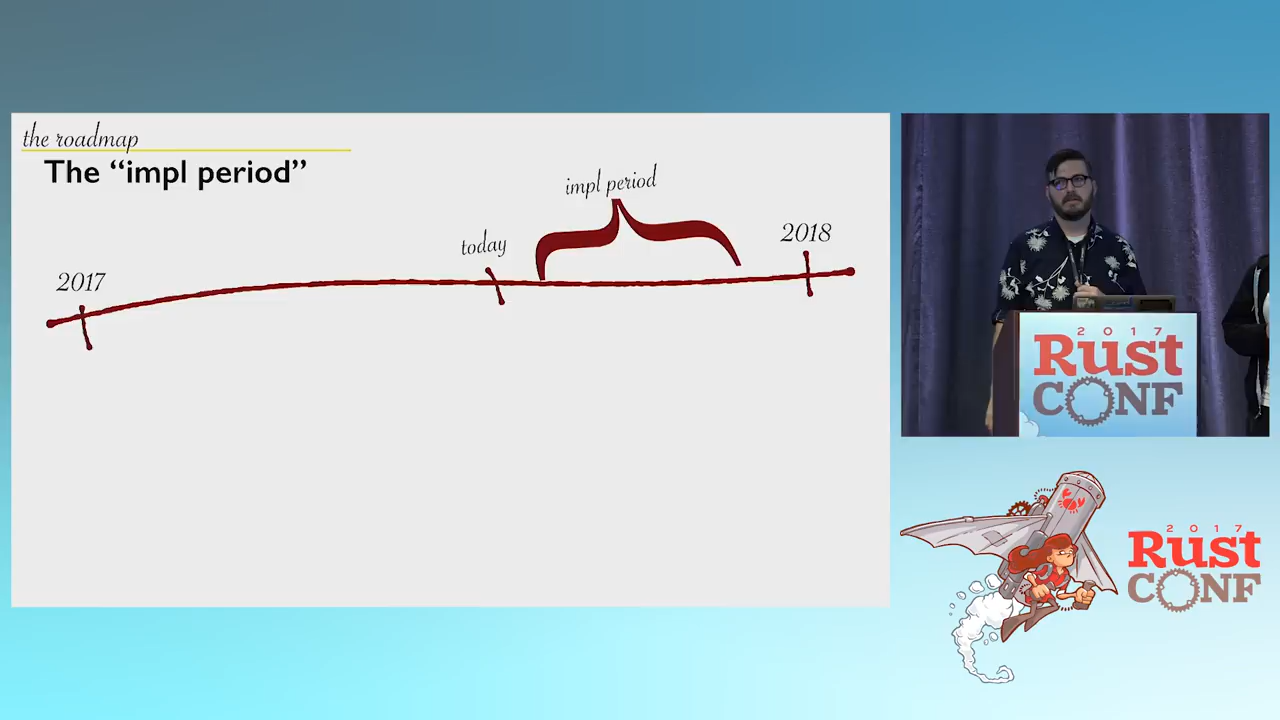 the roadmap
The “impl period”
impl period
today
2018
2017
2017
Rust
CONF
2017
Rust
CONF